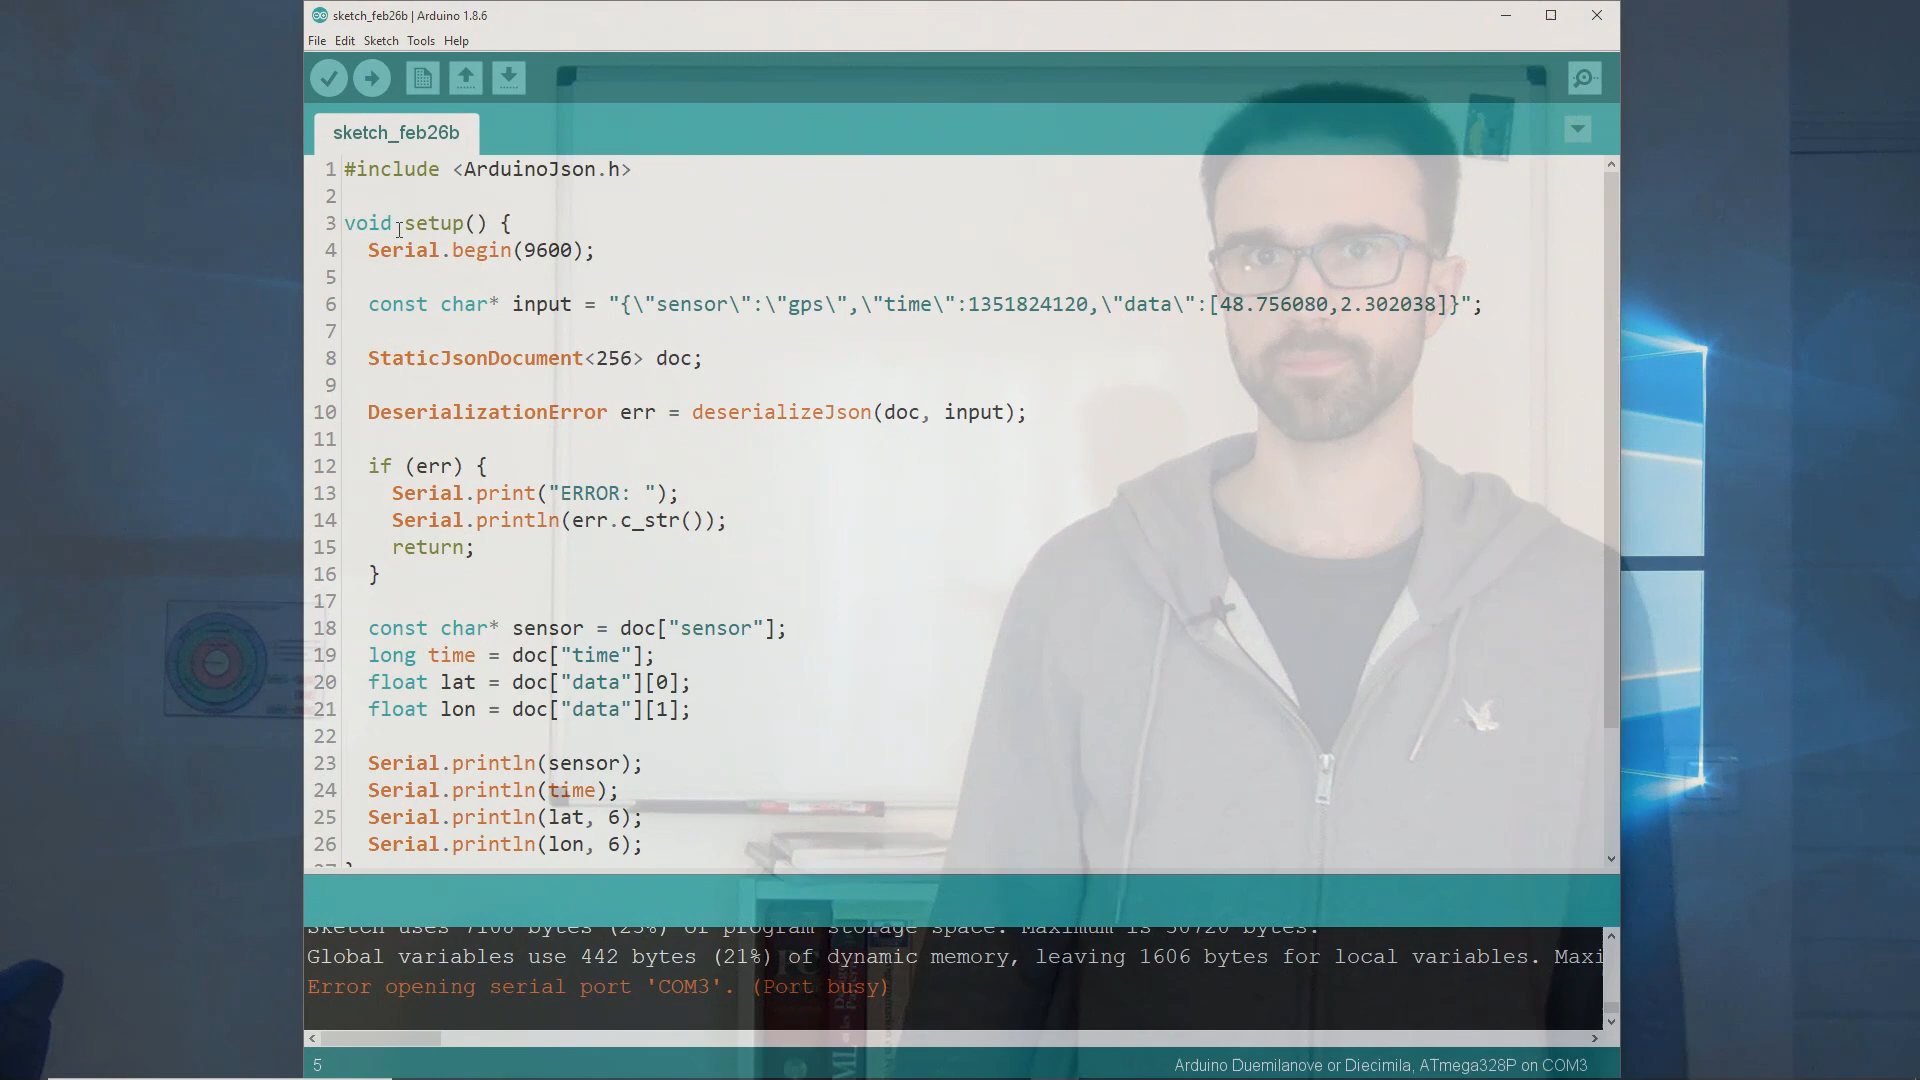 sketch_feb26b | Arduino 1.8.6
File Edit Sketch Tools Help
sketch_feb26b
1 #include <ArduinoJson.h>
2
3 void setup() {
4 Serial.begin(9600);
5
6 const char* input = "{\"sensor\":\"gps\",\"time\":1351824120,\"data\":[48.756080,2.302038]}";
7
8 StaticJsonDocument<256> doc;
9
10 DeserializationError err = deserializeJson(doc, input);
11
12 if (err) {
13 Serial.print("ERROR: ");
14 Serial.println(err.c_str());
15 return;
16 }
17
18 const char* sensor = doc["sensor"];
19 long time = doc["time"];
20 float lat = doc["data"][0];
21 float lon = doc["data"][1];
22
23 Serial.println(sensor);
24 Serial.println(time);
25 Serial.println(lat, 6);
26 Serial.println(lon, 6);
27 }
Sketch uses 7106 bytes (23%) of program storage space. Maximum is 30720 bytes.
Global variables use 442 bytes (21%) of dynamic memory, leaving 1606 bytes for local variables. Maxi
Error opening serial port 'COM3'. (Port busy)
5
Arduino Duemilanove or Diecimila, ATmega328P on COM3